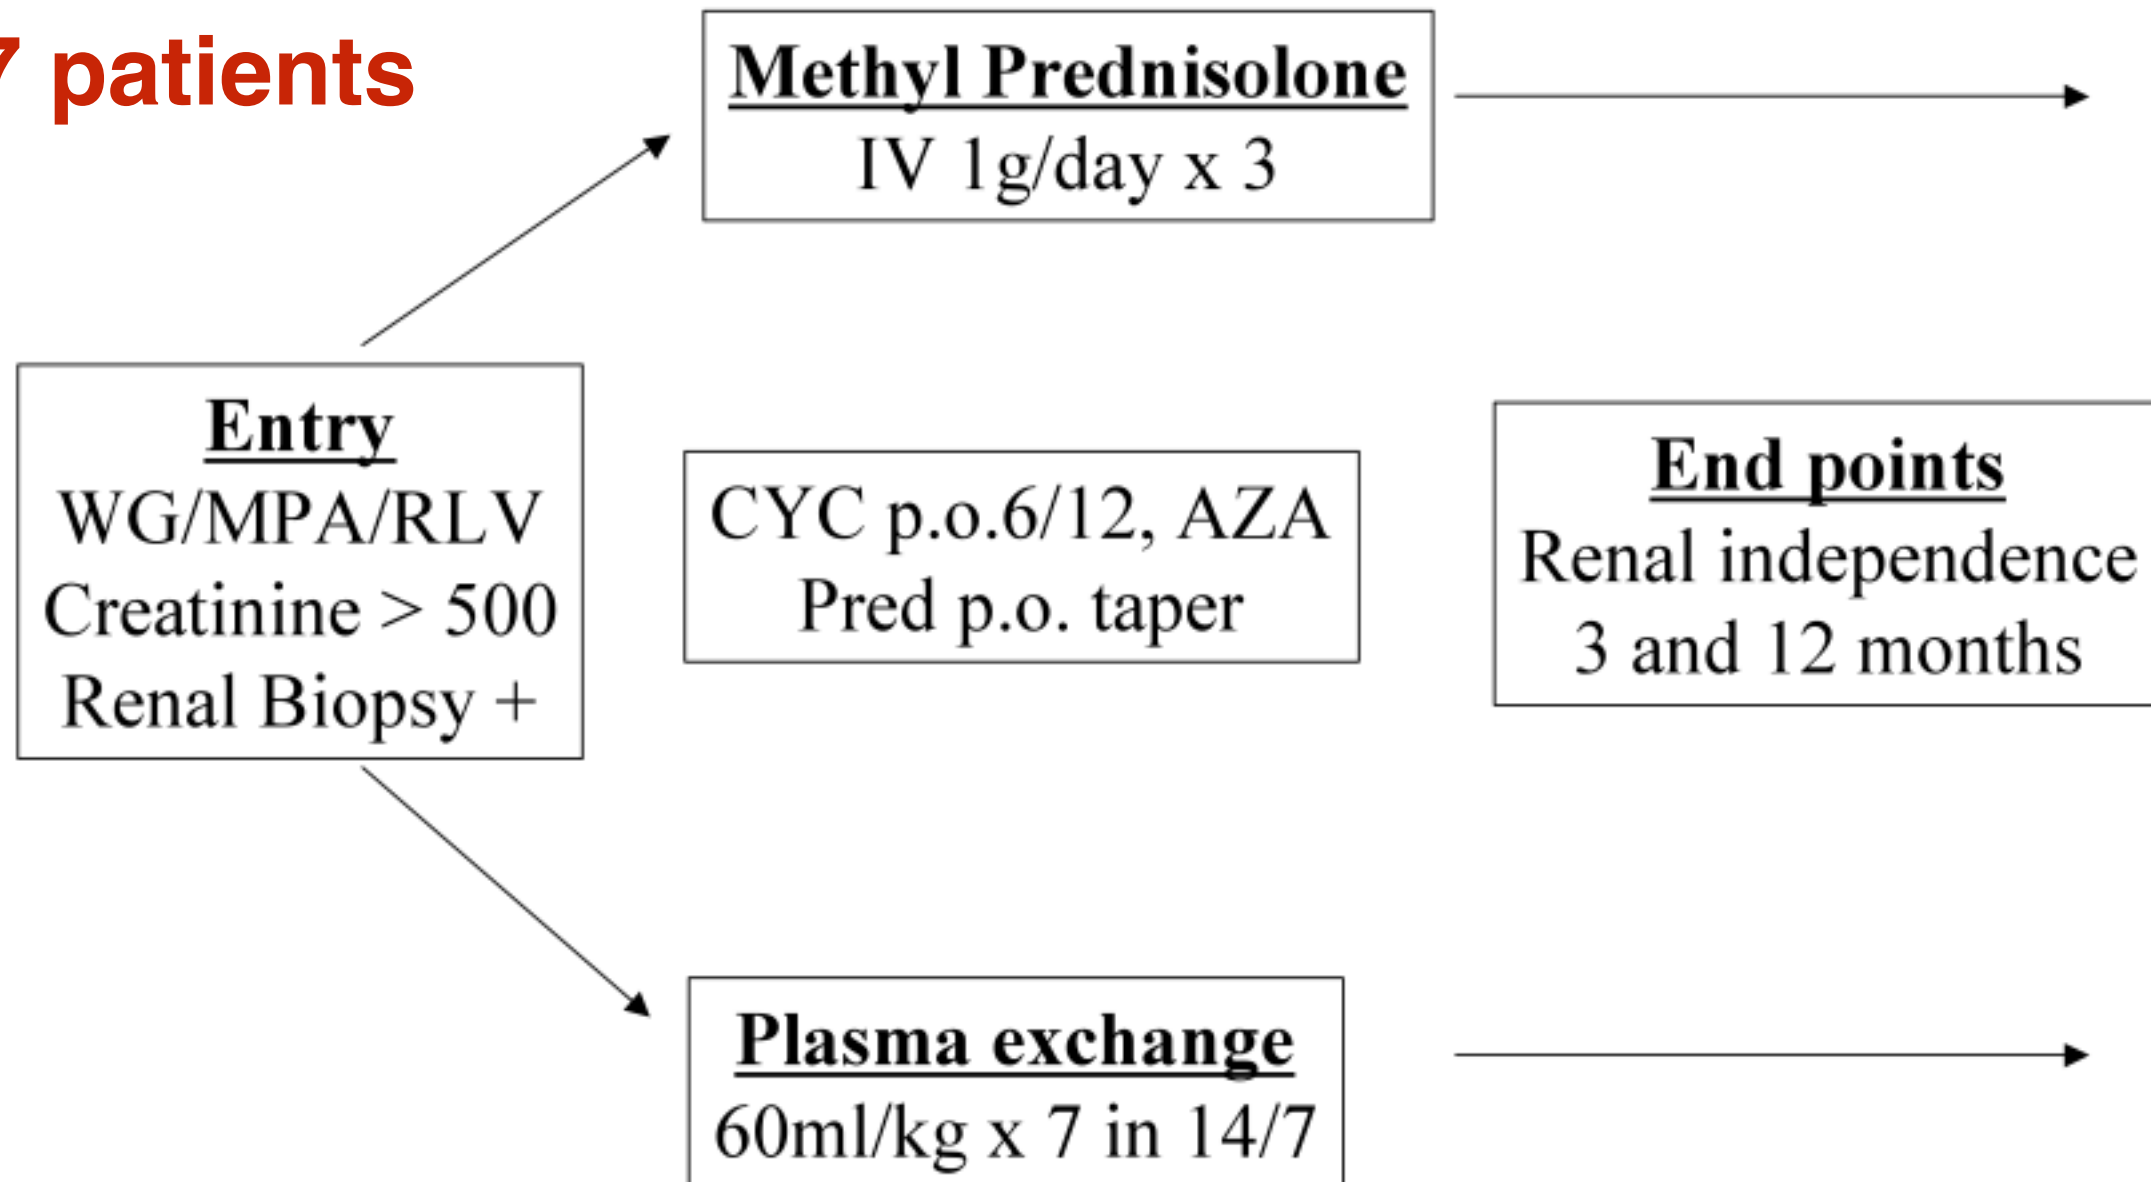 7 patients
Methyl Prednisolone
IV 1g/day x 3
Entry
WG/MPA/RLV
Creatinine > 500
Renal Biopsy +
CYC p.o.6/12, AZA
Pred p.o. taper
End points
Renal independence
3 and 12 months
Plasma exchange
60ml/kg x 7 in 14/7